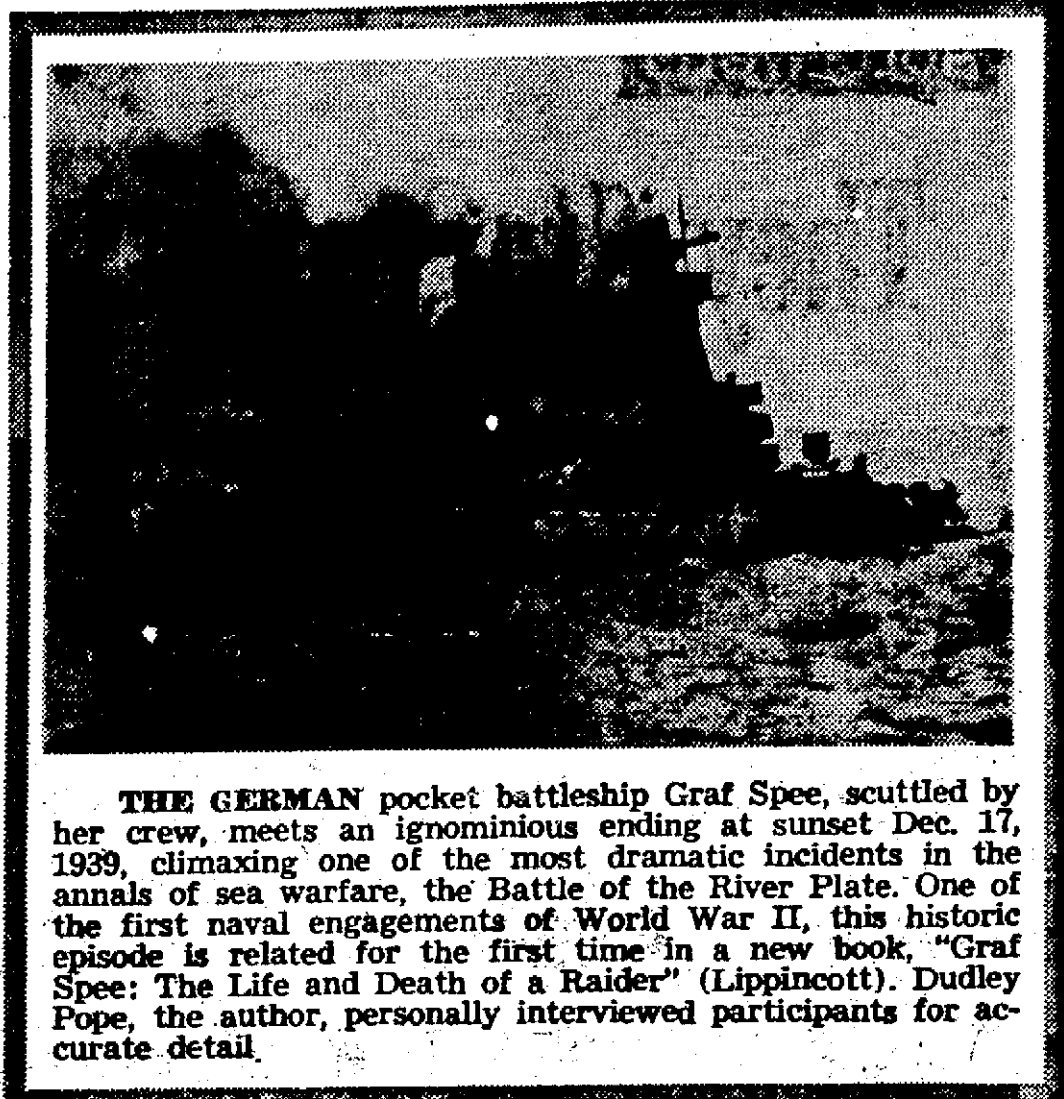 THE GERMAN pocket battleship Graf Spee, scuttled by
her crew, meets an ignominious ending at sunset Dec. 17,
1939, climaxing one of the most dramatic incidents in the
annals of sea warfare, the Battle of the River Plate. One of
the first naval engagements of World War II, this historic
episode is related for the first time in a new book, "Graf
Spee: The Life and Death of a Raider" (Lippincott). Dudley
Pope, the author, personally interviewed participants for ac-
curate detail.